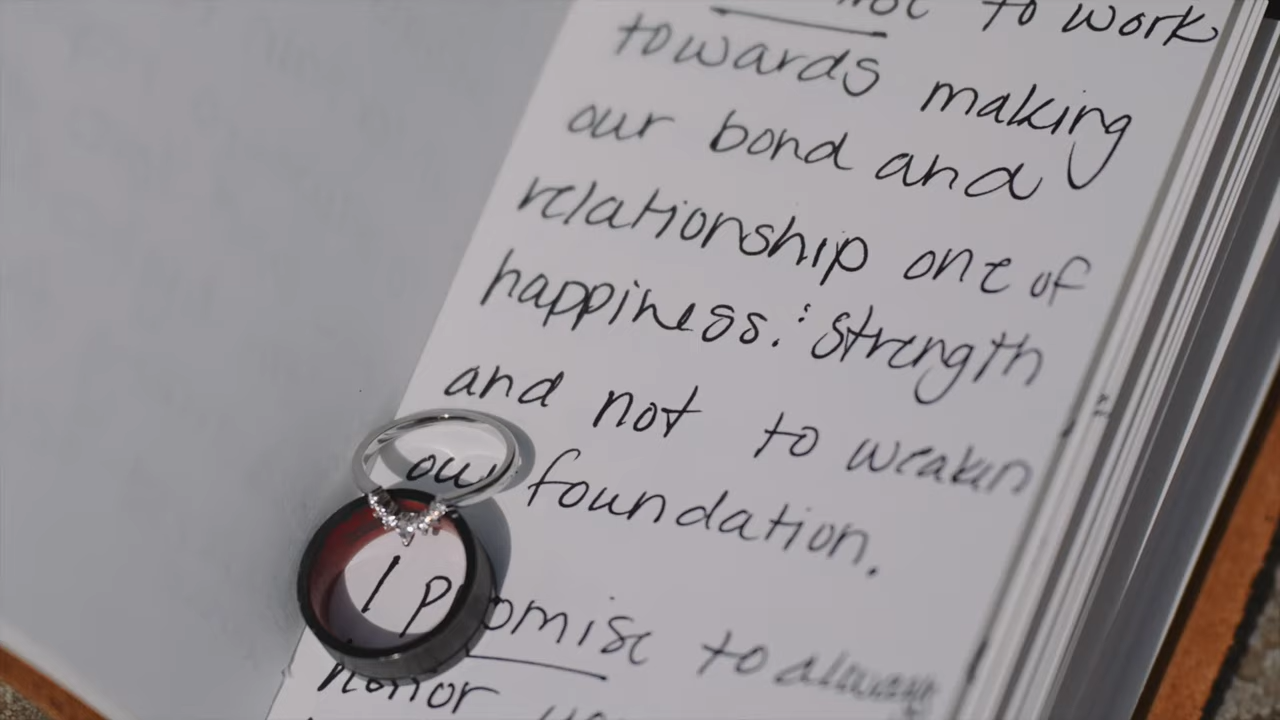 to work
towards making
our bond and
relationship one of
happiness. : strength
and not to weaken
our foundation.
I promise to always
honor